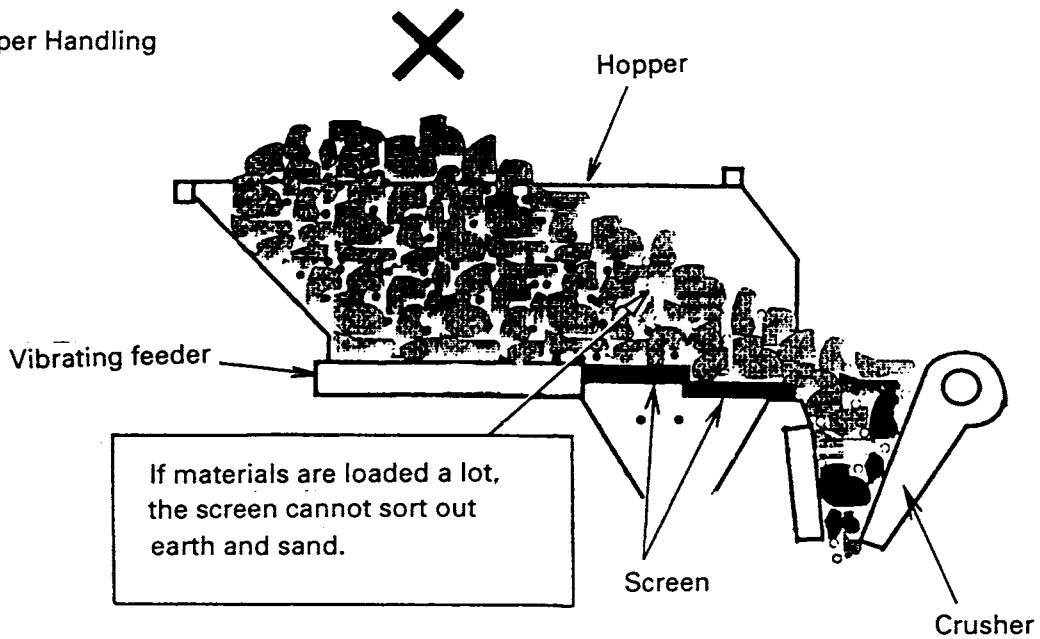 per Handling
Hopper
Vibrating feeder
If materials are loaded a lot,
the screen cannot sort out
earth and sand.
Screen
Crusher